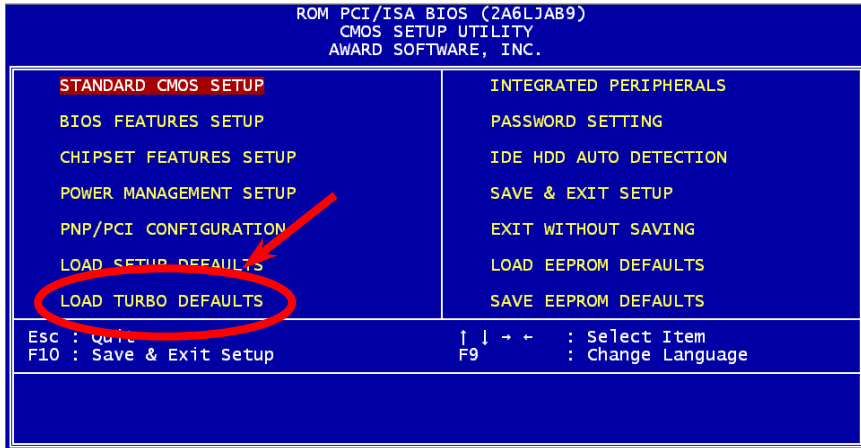 ROM PCI/ISA BIOS (2A6LJAB9)
CMOS SETUP UTILITY
AWARD SOFTWARE, INC.
STANDARD CMOS SETUP
BIOS FEATURES SETUP
CHIPSET FEATURES SETUP
POWER MANAGEMENT SETUP
PNP/PCI CONFIGURATION
LOAD SETUP DEFAULTS
LOAD TURBO DEFAULTS
INTEGRATED PERIPHERALS
PASSWORD SETTING
IDE HDD AUTO DETECTION
SAVE & EXIT SETUP
EXIT WITHOUT SAVING
LOAD EEPROM DEFAULTS
SAVE EEPROM DEFAULTS
Esc : Quit
F10 : Save & Exit Setup
↑ ↓ → ← : Select Item
F9 : Change Language